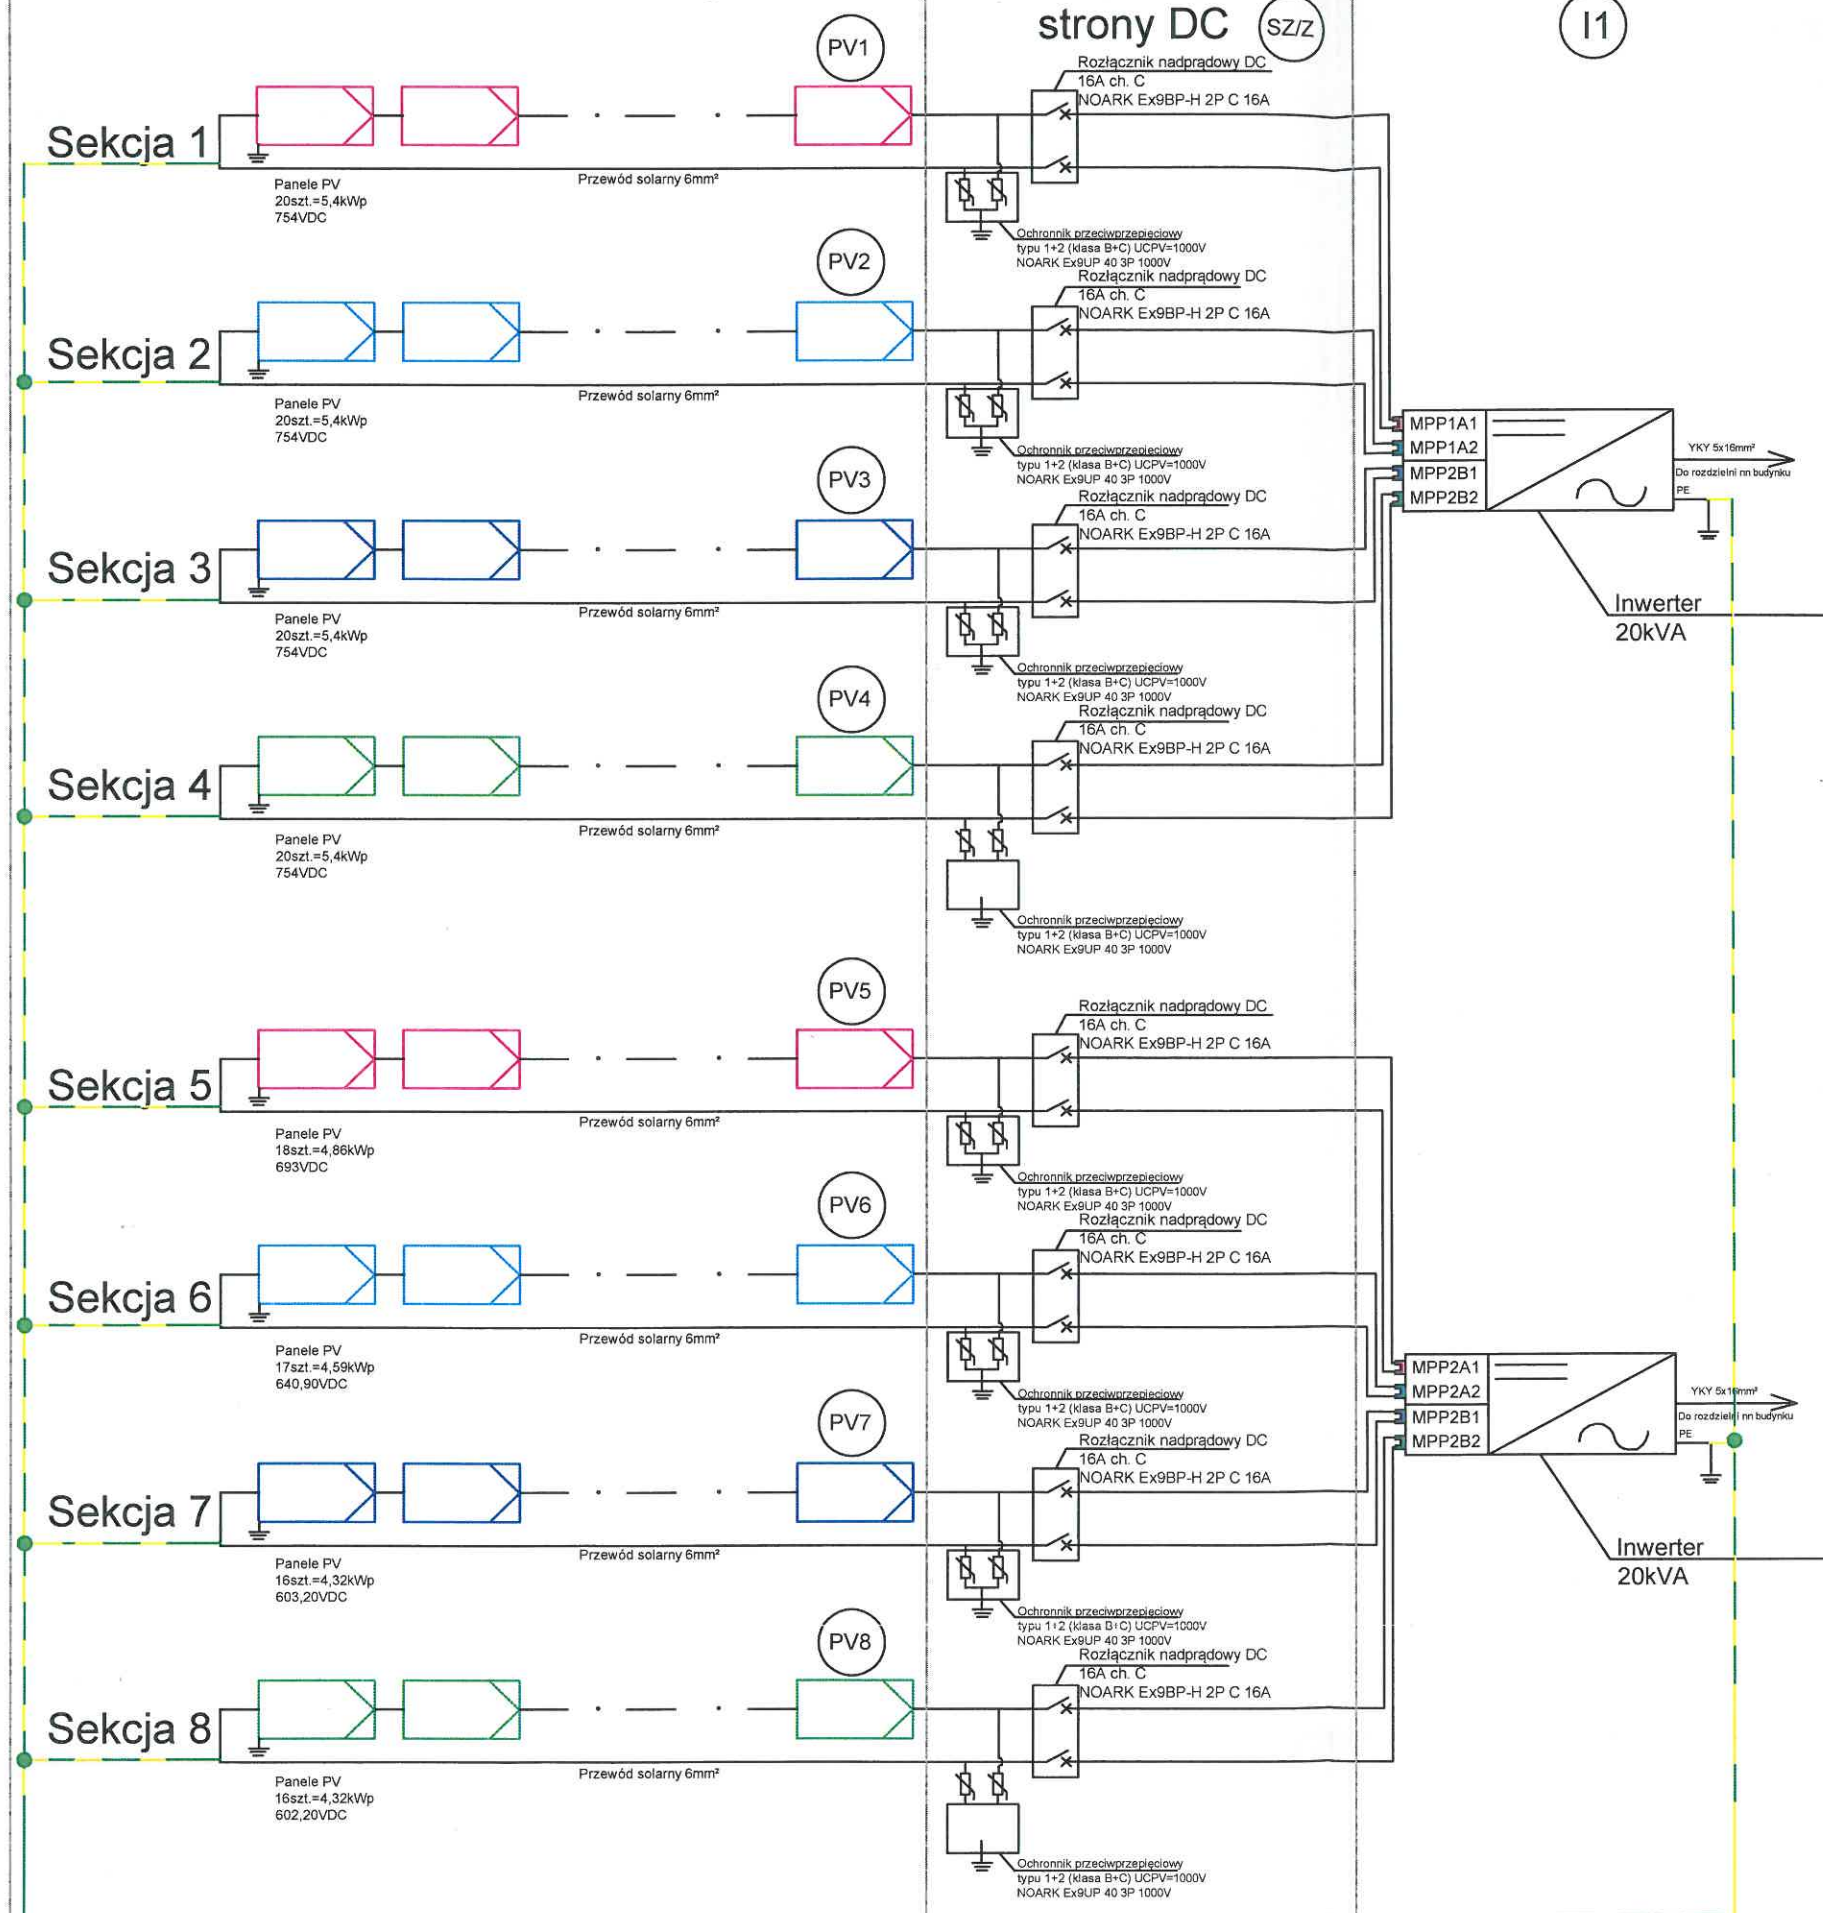 strony DC
SZ/Z
I1
PV1
Rozłącznik nadprądowy DC
16A ch. C
NOARK Ex9BP-H 2P C 16A
Sekcja 1
Przewód solarny 6mm²
Panele PV
20szt.=5,4kWp
754VDC
Ochronnik przeciwprzepięciowy
typu 1+2 (klasa B+C) UCPV=1000V
NOARK Ex9UP 40 3P 1000V
PV2
Rozłącznik nadprądowy DC
16A ch. C
NOARK Ex9BP-H 2P C 16A
Sekcja 2
Przewód solarny 6mm²
Panele PV
20szt.=5,4kWp
754VDC
Ochronnik przeciwprzepięciowy
typu 1+2 (klasa B+C) UCPV=1000V
NOARK Ex9UP 40 3P 1000V
MPP1A1
MPP1A2
MPP2B1
MPP2B2
YKY 5x16mm²
Do rozdzielni nn budynku
PE
Inwerter
20kVA
PV3
Rozłącznik nadprądowy DC
16A ch. C
NOARK Ex9BP-H 2P C 16A
Sekcja 3
Przewód solarny 6mm²
Panele PV
20szt.=5,4kWp
754VDC
Ochronnik przeciwprzepięciowy
typu 1+2 (klasa B+C) UCPV=1000V
NOARK Ex9UP 40 3P 1000V
PV4
Rozłącznik nadprądowy DC
16A ch. C
NOARK Ex9BP-H 2P C 16A
Sekcja 4
Przewód solarny 6mm²
Panele PV
20szt.=5,4kWp
754VDC
Ochronnik przeciwprzepięciowy
typu 1+2 (klasa B+C) UCPV=1000V
NOARK Ex9UP 40 3P 1000V
PV5
Rozłącznik nadprądowy DC
16A ch. C
NOARK Ex9BP-H 2P C 16A
Sekcja 5
Przewód solarny 6mm²
Panele PV
18szt.=4,86kWp
693VDC
Ochronnik przeciwprzepięciowy
typu 1+2 (klasa B+C) UCPV=1000V
NOARK Ex9UP 40 3P 1000V
PV6
Rozłącznik nadprądowy DC
16A ch. C
NOARK Ex9BP-H 2P C 16A
Sekcja 6
Przewód solarny 6mm²
Panele PV
17szt.=4,59kWp
640,90VDC
Ochronnik przeciwprzepięciowy
typu 1+2 (klasa B+C) UCPV=1000V
NOARK Ex9UP 40 3P 1000V
MPP2A1
MPP2A2
MPP2B1
MPP2B2
YKY 5x16mm²
Do rozdzielni nn budynku
PE
Inwerter
20kVA
PV7
Rozłącznik nadprądowy DC
16A ch. C
NOARK Ex9BP-H 2P C 16A
Sekcja 7
Przewód solarny 6mm²
Panele PV
16szt.=4,32kWp
603,20VDC
Ochronnik przeciwprzepięciowy
typu 1+2 (klasa B+C) UCPV=1000V
NOARK Ex9UP 40 3P 1000V
PV8
Rozłącznik nadprądowy DC
16A ch. C
NOARK Ex9BP-H 2P C 16A
Sekcja 8
Przewód solarny 6mm²
Panele PV
16szt.=4,32kWp
602,20VDC
Ochronnik przeciwprzepięciowy
typu 1+2 (klasa B+C) UCPV=1000V
NOARK Ex9UP 40 3P 1000V